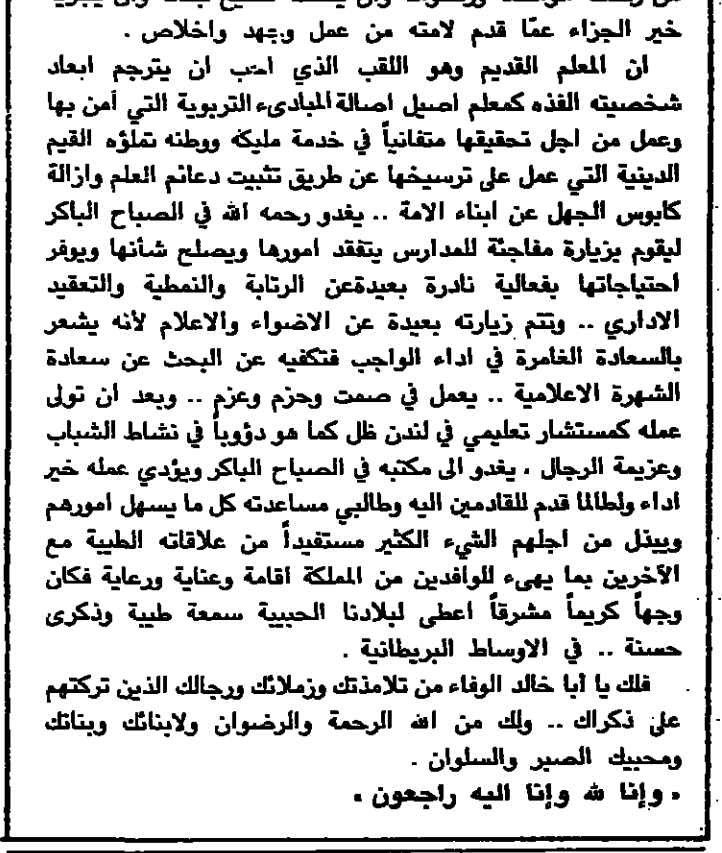 خير الجزاء عمّا قدم لامته من عمل وجهد واخلاص .
ان المعلم القديم وهو اللقب الذي احب ان يترجم ابعاد
شخصيته الفذه كمعلم اصيل اصالة المبادىء التربوية التي آمن بها
وعمل من اجل تحقيقها متفانياً في خدمة مليكه ووطنه تملؤه القيم
الدينية التي عمل على ترسيخها عن طريق تثبيت دعائم العلم وازالة
كابوس الجهل عن ابناء الامة .. يغدو رحمه الله في الصباح الباكر
ليقوم بزيارة مفاجئة للمدارس يتفقد امورها ويصلح شأنها ويوفر
احتياجاتها بفعالية نادرة بعيدةعن الرتابة والنمطية والتعقيد
الاداري .. وتتم زيارته بعيدة عن الاضواء والاعلام لأنه يشعر
بالسعادة الغامرة في اداء الواجب فتكفيه عن البحث عن سعادة
الشهرة الاعلامية .. يعمل في صمت وحزم وعزم .. وبعد ان تولى
عمله كمستشار تعليمي في لندن ظل كما هو دؤوباً في نشاط الشباب
وعزيمة الرجال ، يغدو الى مكتبه في الصباح الباكر ويؤدي عمله خير
اداء ولطالما قدم للقادمين اليه وطالبي مساعدته كل ما يسهل امورهم
ويبذل من اجلهم الشيء الكثير مستفيداً من علاقاته الطيبة مع
الآخرين بما يهيء للوافدين من المملكة اقامة وعناية ورعاية فكان
وجهاً كريماً مشرقاً اعطى لبلادنا الحبيبة سمعة طيبة وذكرى
حسنة .. في الاوساط البريطانية .
فلك يا أبا خالد الوفاء من تلامذتك وزملائك ورجالك الذين تركتهم
على ذكراك .. ولك من الله الرحمة والرضوان ولابنائك وبناتك
ومحبيك الصبر والسلوان .
« وإنا لله وإنا اليه راجعون »